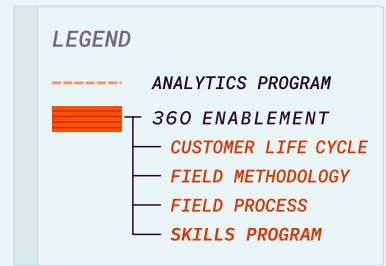 LEGEND
ANALYTICS PROGRAM
360 ENABLEMENT
CUSTOMER LIFE CYCLE
FIELD METHODOLOGY
FIELD PROCESS
SKILLS PROGRAM